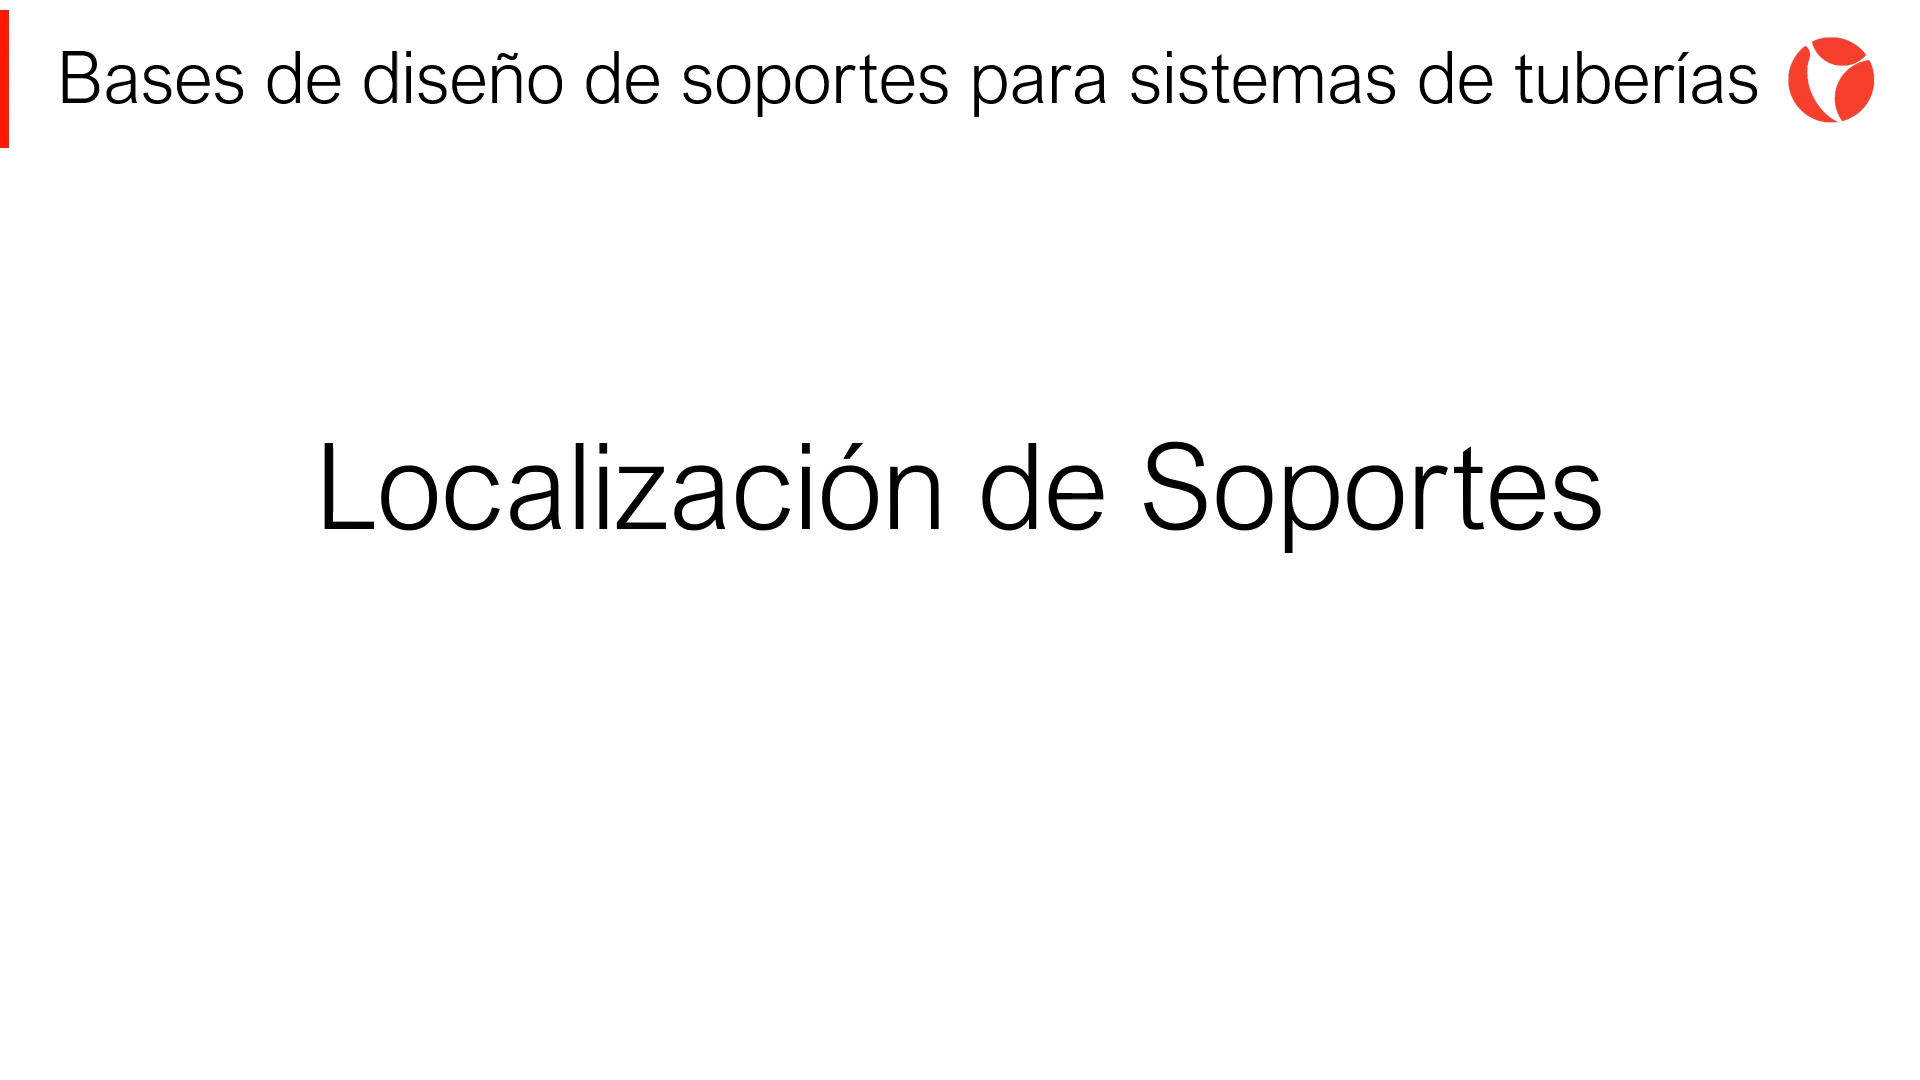 Bases de diseño de soportes para sistemas de tuberías
Localización de Soportes